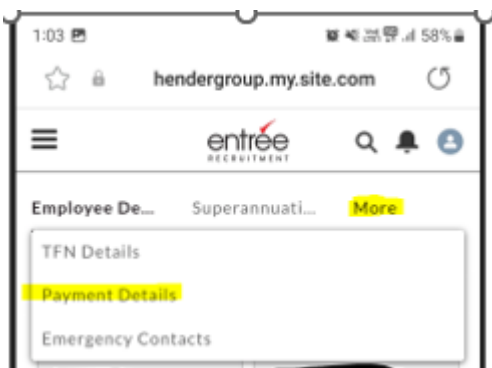 1:03 58%
hendergroup.my.site.com
entrée
RECRUITMENT
Employee De... Superannuati... More
TFN Details
Payment Details
Emergency Contacts